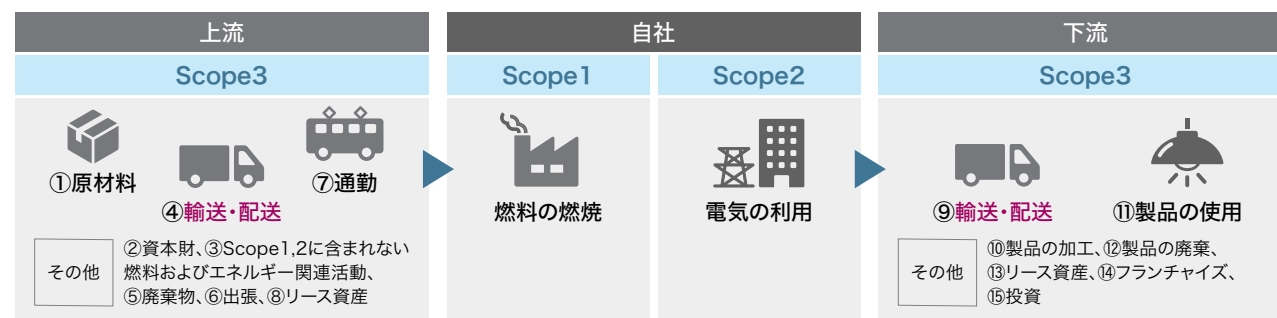 上流
Scope3
①原材料
④輸送・配送
⑦通勤
その他
②資本財、③Scope1,2に含まれない
燃料およびエネルギー関連活動、
⑤廃棄物、⑥出張、⑧リース資産
自社
Scope1
燃料の燃焼
Scope2
電気の利用
下流
Scope3
⑨輸送・配送
⑪製品の使用
その他
⑩製品の加工、⑫製品の廃棄、
⑬リース資産、⑭フランチャイズ、
⑮投資